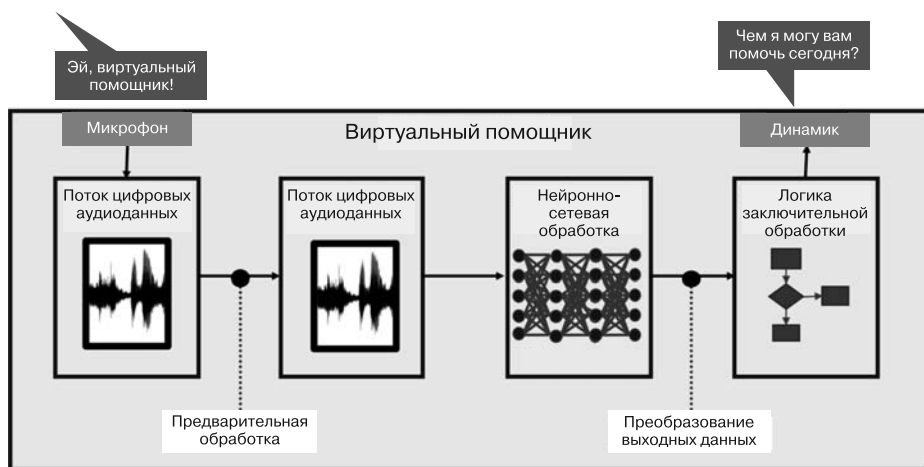 Эй, виртуальный
помощник!
Чем я могу вам
помочь сегодня?
Микрофон
Виртуальный помощник
Динамик
Поток цифровых
аудиоданных
Поток цифровых
аудиоданных
Нейронно-
сетевая
обработка
Логика
заключительной
обработки
Предварительная
обработка
Преобразование
выходных данных